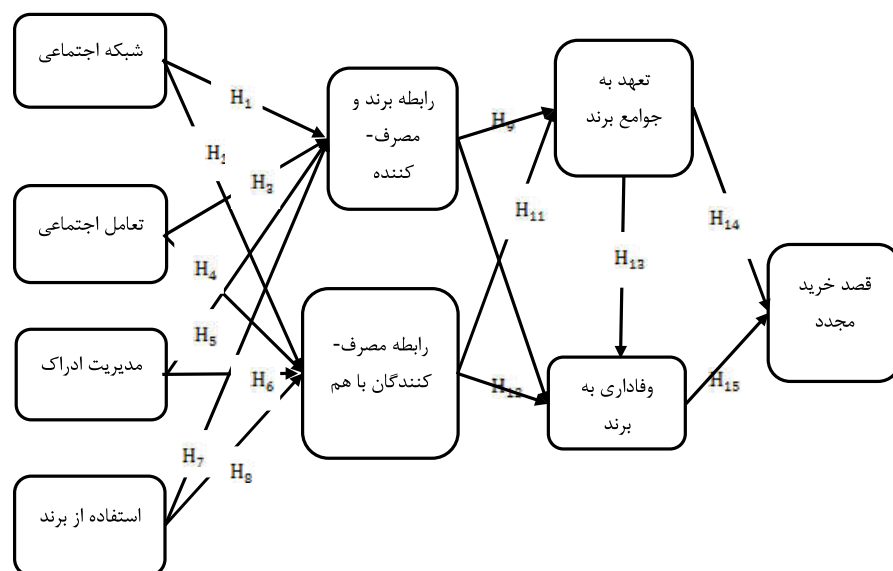 شبکه اجتماعی
تعامل اجتماعی
مدیریت ادراک
استفاده از برند
رابطه برند و
مصرف-
کننده
رابطه مصرف-
کنندگان با هم
تعهد به
جوامع برند
وفاداری به
برند
قصد خرید
مجدد
H₁
H₁
H₃
H₄
H₅
H₆
H₇
H₈
H₉
H₁₁
H₁₂
H₁₃
H₁₄
H₁₅